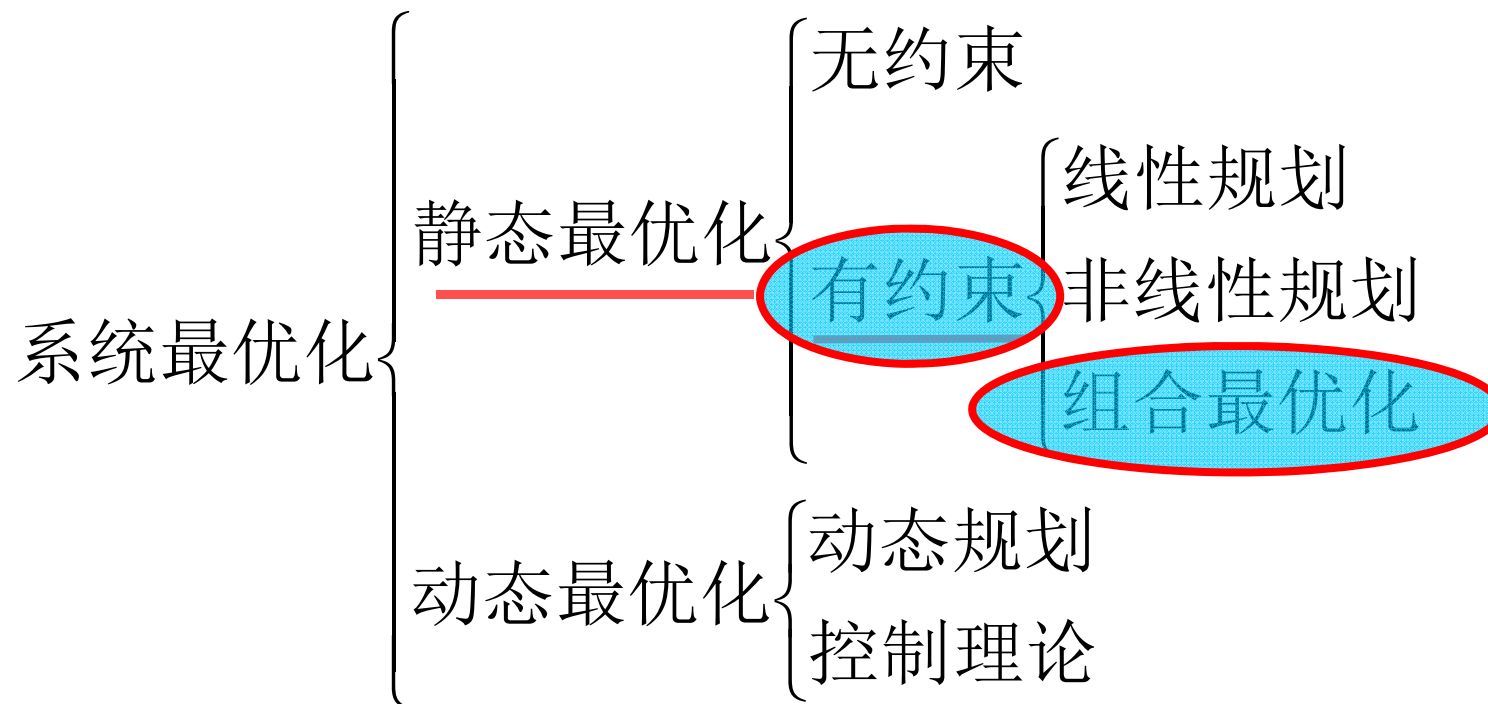 系统最优化
静态最优化
无约束
有约束
线性规划
非线性规划
组合最优化
动态最优化
动态规划
控制理论